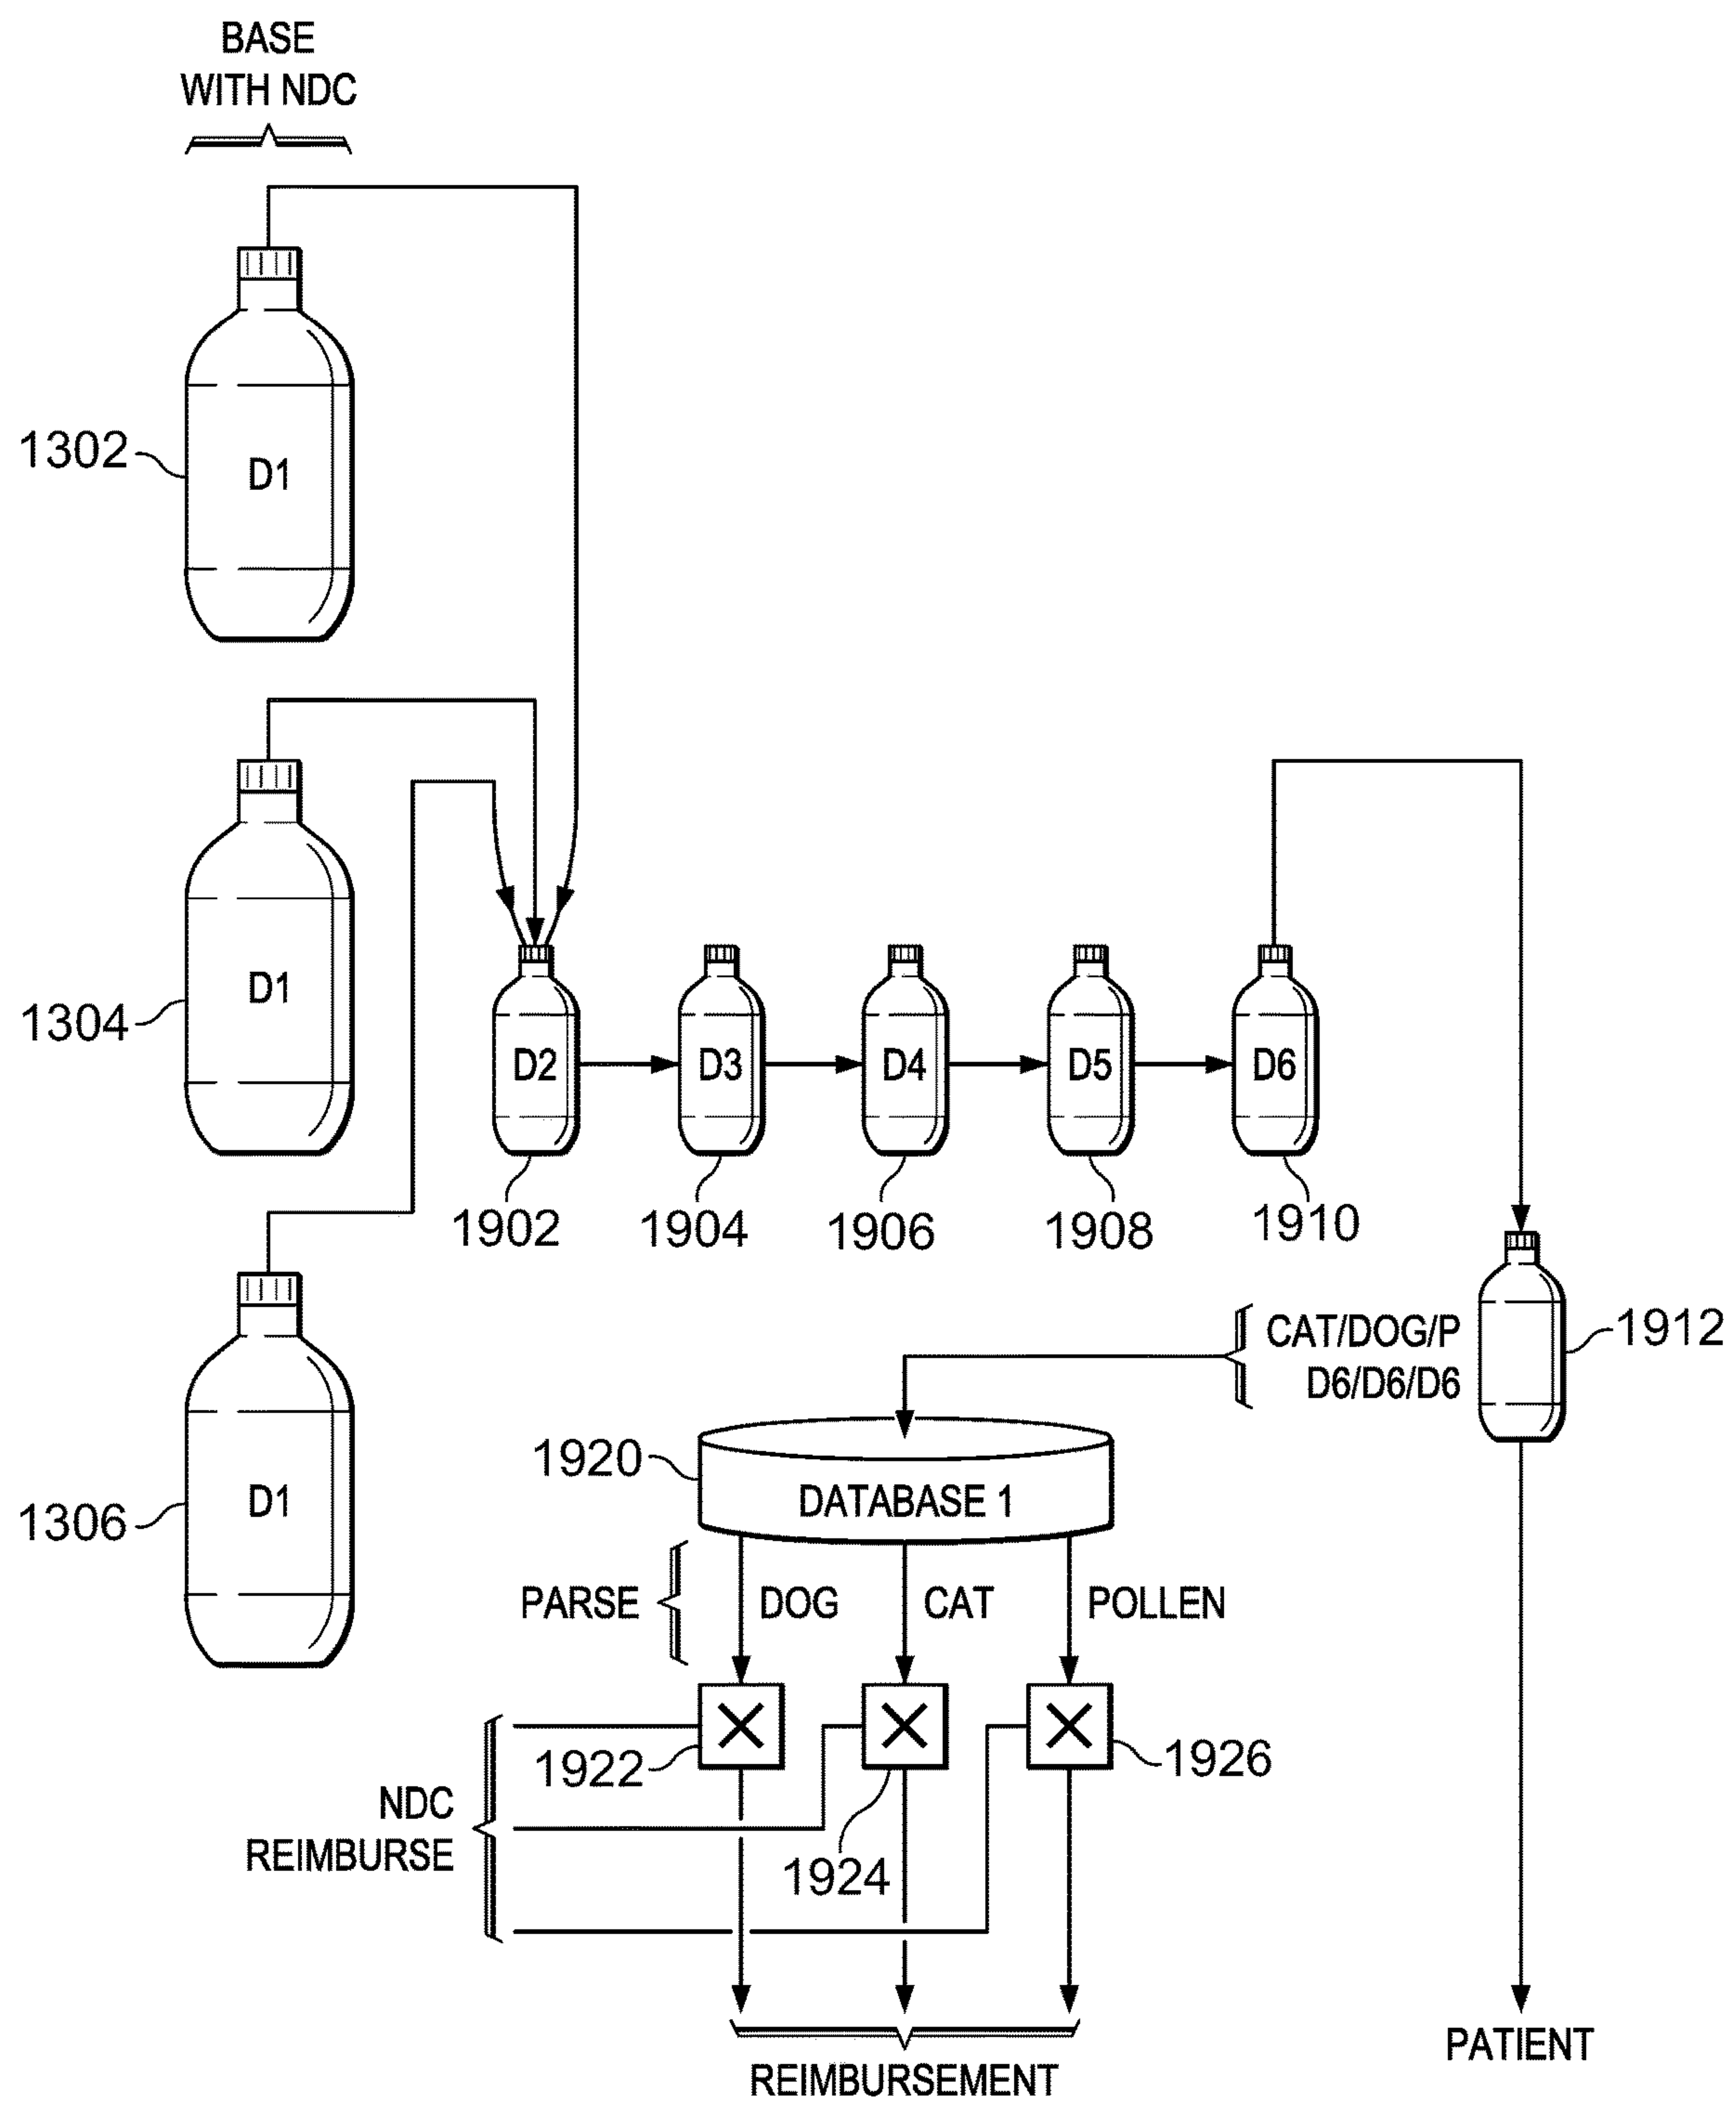 BASE
WITH NDC
1302
D1
1304
D1
D2
D3
D4
D5
D6
1902
1904
1906
1908
1910
1306
D1
CAT/DOG/P
D6/D6/D6
1912
1920
DATABASE 1
PARSE
DOG
CAT
POLLEN
1922
1926
NDC
REIMBURSE
1924
REIMBURSEMENT
PATIENT